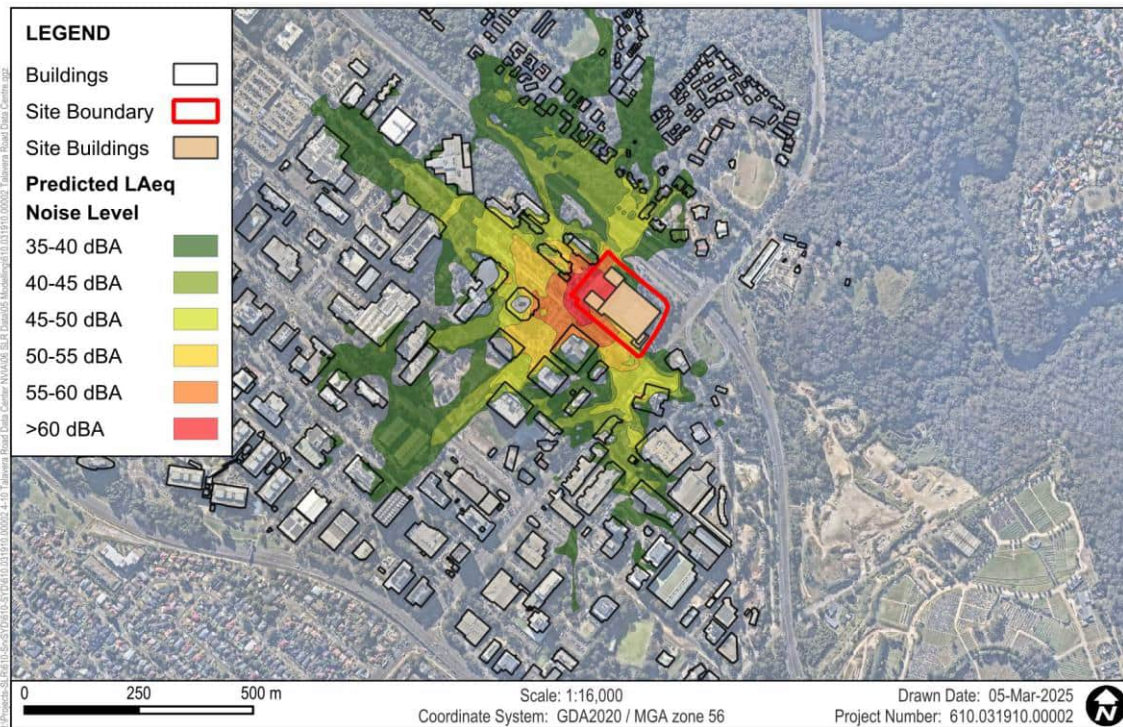 LEGEND
Buildings
Site Boundary
Site Buildings
Predicted LAeq
Noise Level
35-40 dBA
40-45 dBA
45-50 dBA
50-55 dBA
55-60 dBA
>60 dBA
0 250 500 m
Scale: 1:16,000
Coordinate System: GDA2020 / MGA zone 56
Drawn Date: 05-Mar-2025
Project Number: 610.031910.00002
N